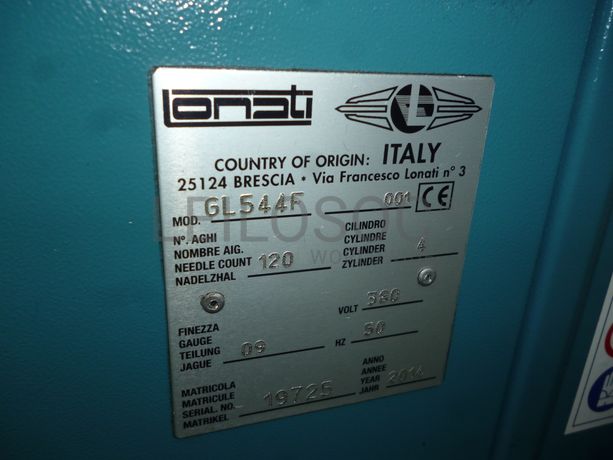 Lonati
COUNTRY OF ORIGIN: ITALY
25124 BRESCIA • Via Francesco Lonati n° 3
MOD. GL544F 001 CE
N°. AGHI
NOMBRE AIG.
NEEDLE COUNT 120
NADELZHAL
CILINDRO
CYLINDRE
CYLINDER 4
ZYLINDER
VOLT 380
FINEZZA
GAUGE
TEILUNG 09
JAGUE
HZ 50
MATRICOLA
MATRICULE
SERIAL. NO. 19725
MATRIKEL
ANNO
ANNEE
YEAR 2014
JAHR